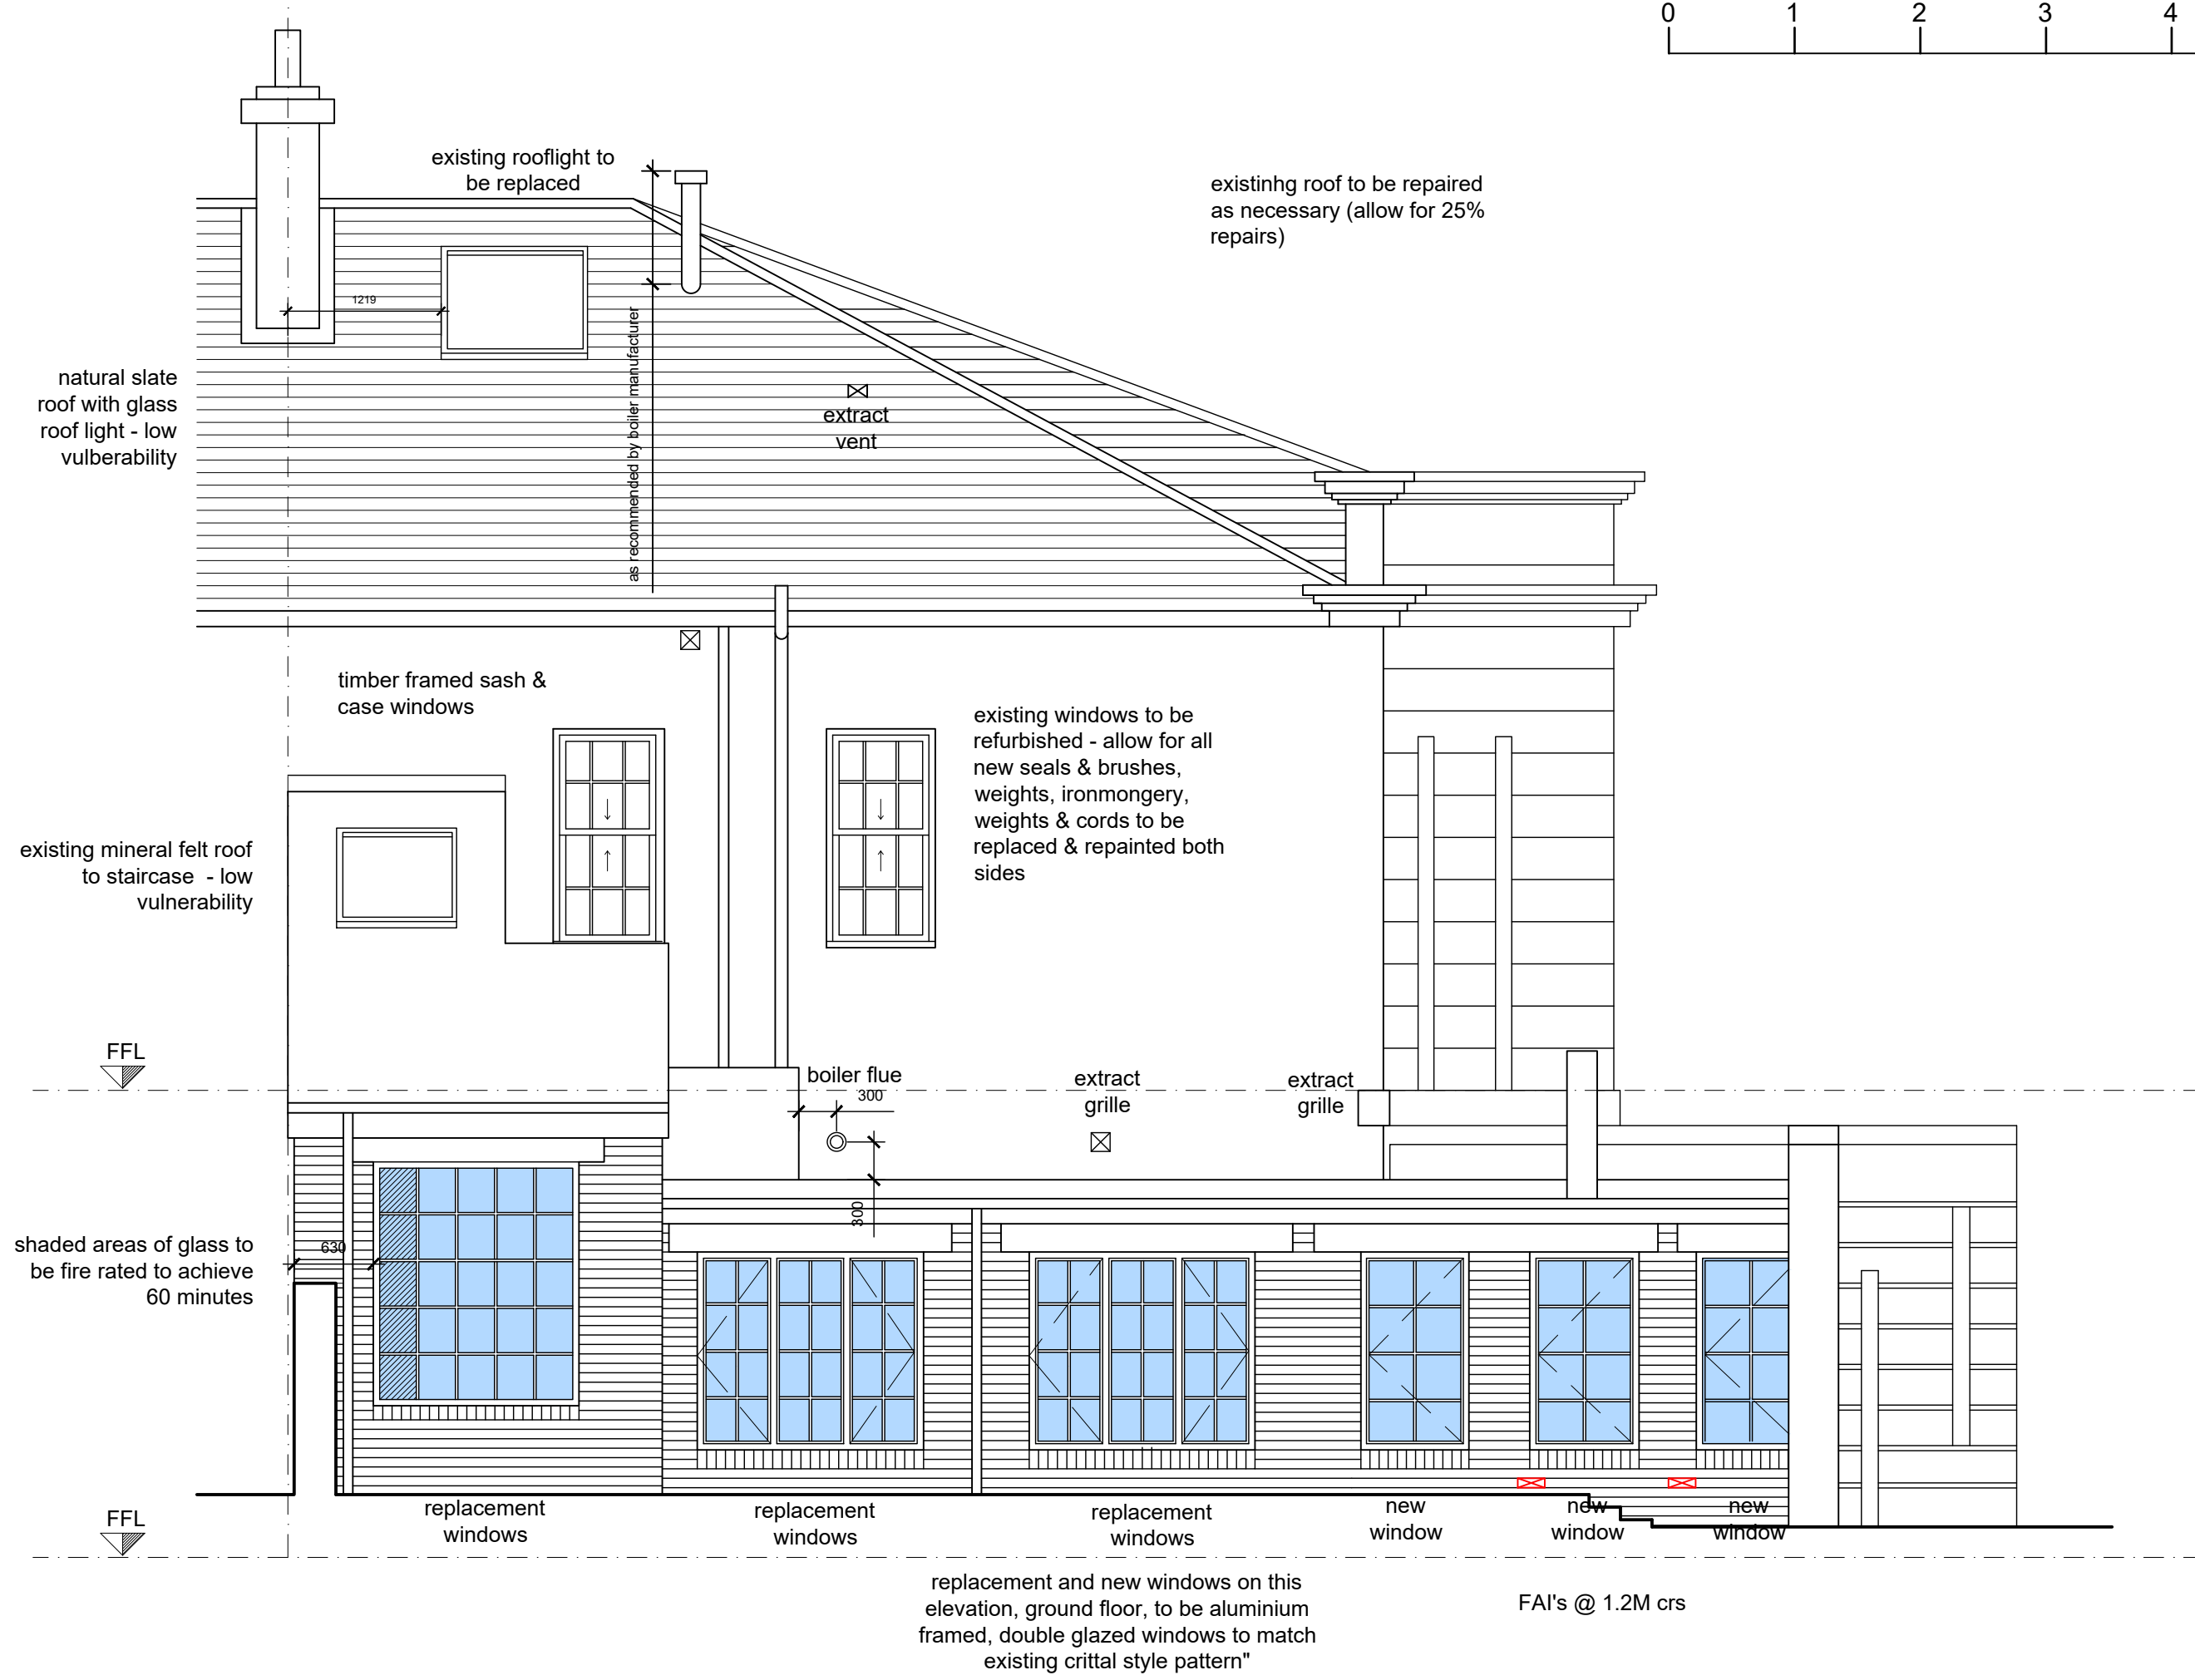 0 1 2 3 4
existing rooflight to
be replaced
existinhg roof to be repaired
as necessary (allow for 25%
repairs)
1219
as recommended by boiler manufacturer
natural slate
roof with glass
roof light - low
vulberability
extract
vent
timber framed sash &
case windows
existing windows to be
refurbished - allow for all
new seals & brushes,
weights, ironmongery,
weights & cords to be
replaced & repainted both
sides
existing mineral felt roof
to staircase - low
vulnerability
FFL
boiler flue
300
extract
grille
extract
grille
300
shaded areas of glass to
be fire rated to achieve
60 minutes
630
FFL
replacement
windows
replacement
windows
replacement
windows
new
window
new
window
new
window
replacement and new windows on this
elevation, ground floor, to be aluminium
framed, double glazed windows to match
existing crittal style pattern"
FAI's @ 1.2M crs